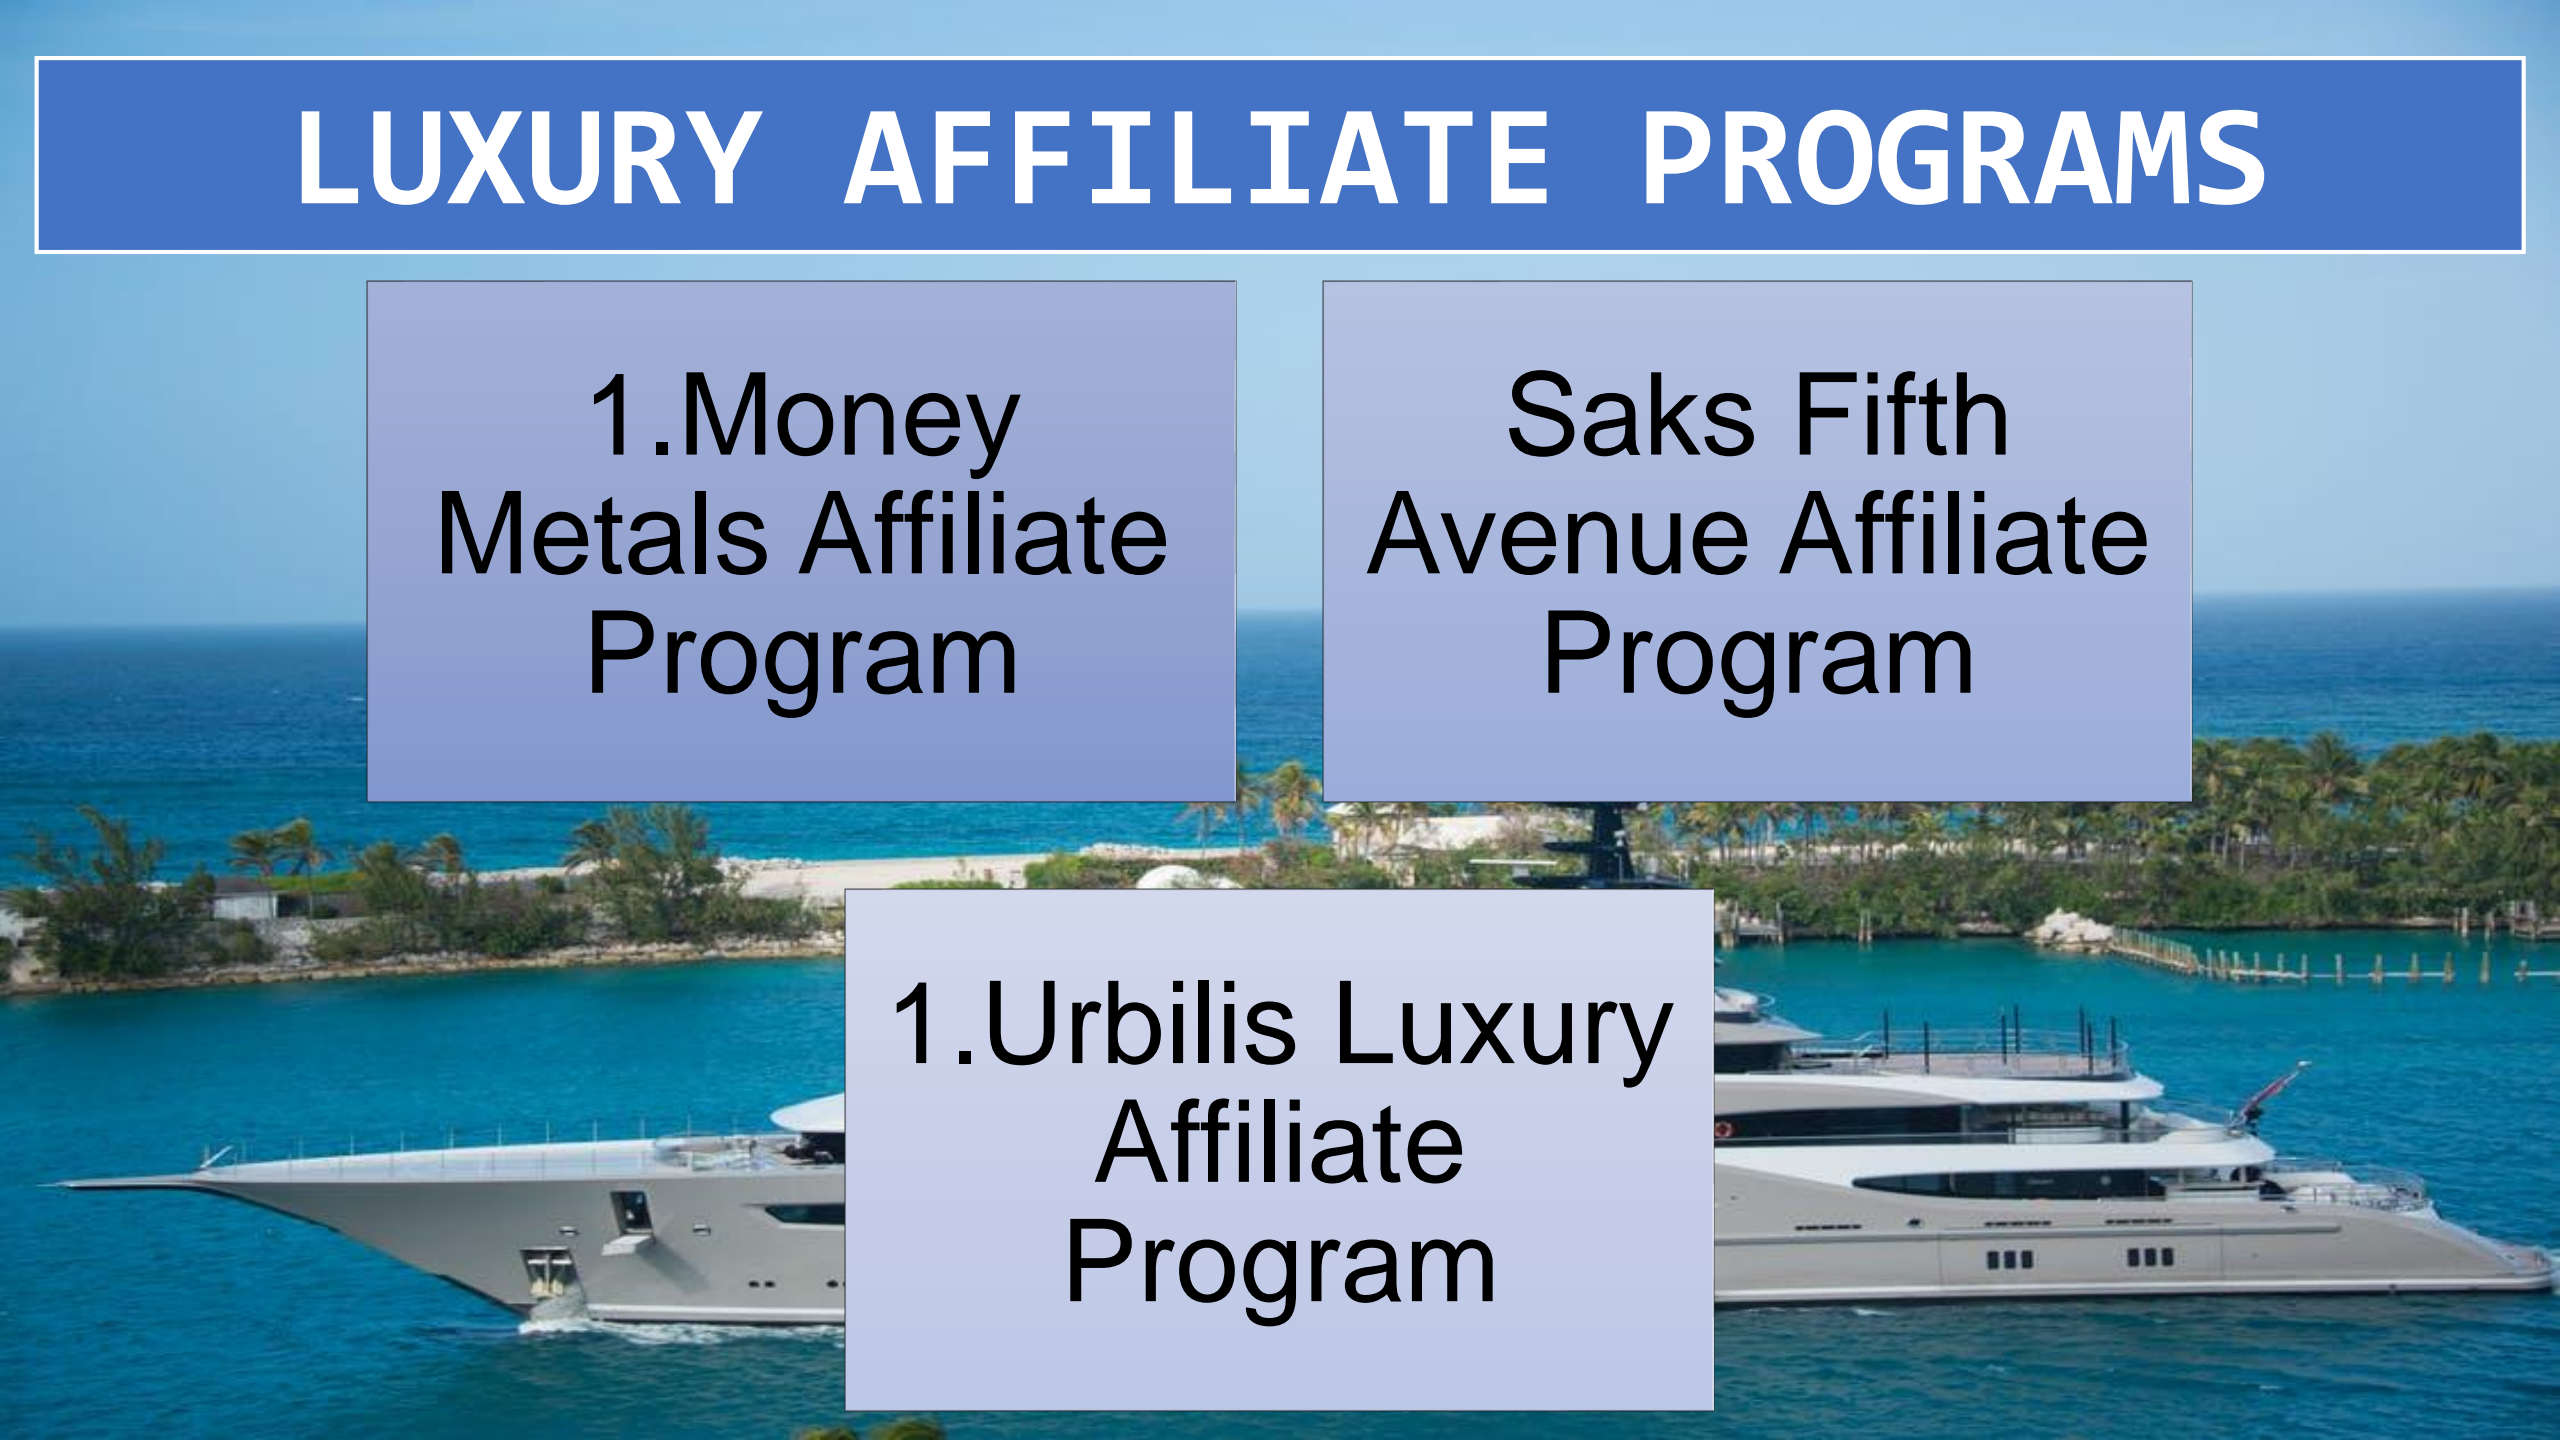 LUXURY AFFILIATE PROGRAMS
1.Money
Metals Affiliate
Program
Saks Fifth
Avenue Affiliate
Program
1.Urbilis Luxury
Affiliate
Program